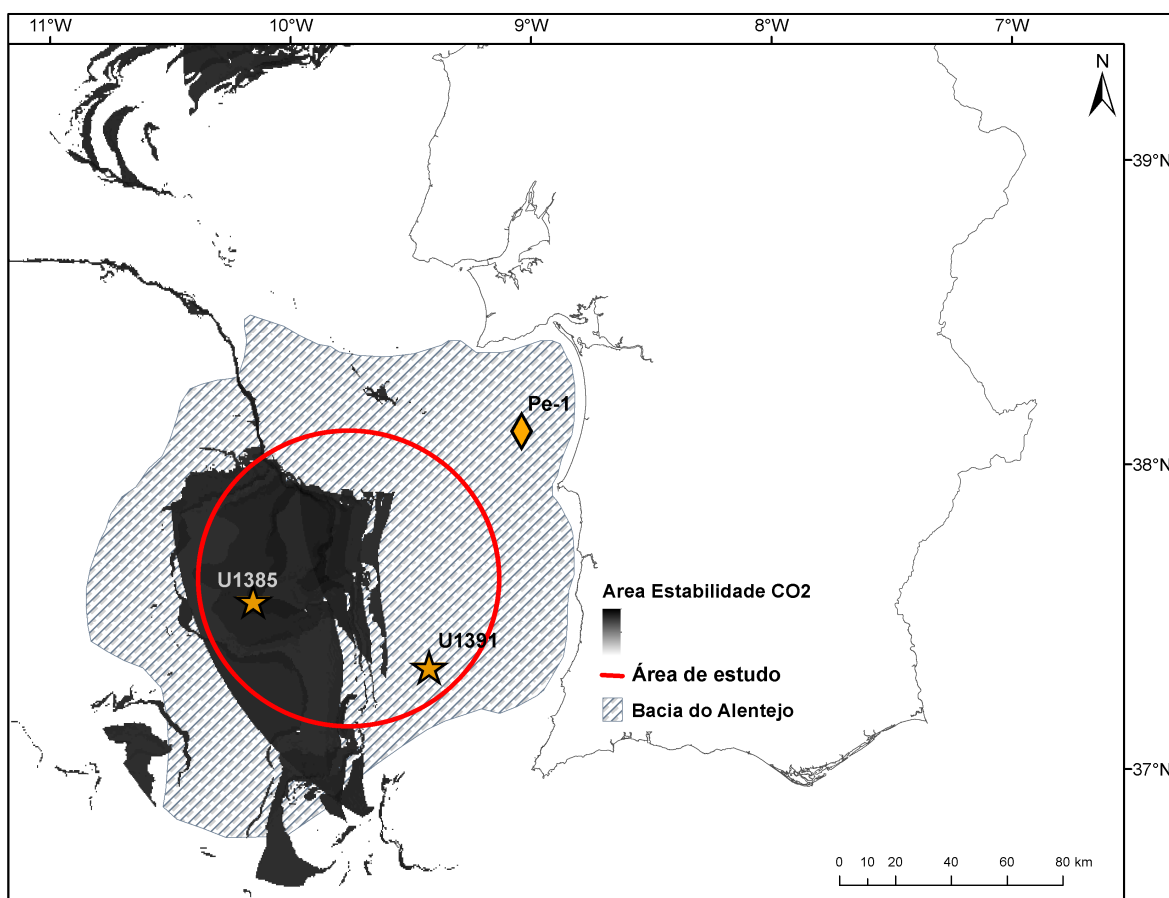 11°W 10°W 9°W 8°W 7°W
N
39°N
Pe-1
38°N
U1385
Area Estabilidade CO2
U1391
Área de estudo
Bacia do Alentejo
37°N
0 10 20 40 60 80 km